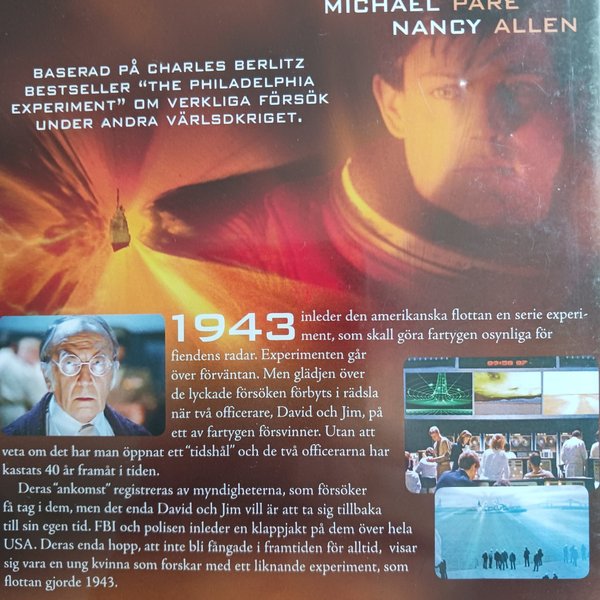 MICHAEL PARÉ
NANCY ALLEN
BASERAD PÅ CHARLES BERLITZ
BESTSELLER “THE PHILADELPHIA
EXPERIMENT” OM VERKLIGA FÖRSÖK
UNDER ANDRA VÄRLSDKRIGET.
1943 inleder den amerikanska flottan en serie experi-
ment, som skall göra fartygen osynliga för
fiendens radar. Experimenten går
över förväntan. Men glädjen över
de lyckade försöken förbyts i rädsla
när två officerare, David och Jim, på
ett av fartygen försvinner. Utan att
veta om det har man öppnat ett “tidshål” och de två officerarna har
kastats 40 år framåt i tiden.
Deras “ankomst” registreras av myndigheterna, som försöker
få tag i dem, men det enda David och Jim vill är att ta sig tillbaka
till sin egen tid. FBI och polisen inleder en klappjakt på dem över hela
USA. Deras enda hopp, att inte bli fångade i framtiden för alltid, visar
sig vara en ung kvinna som forskar med ett liknande experiment, som
flottan gjorde 1943.